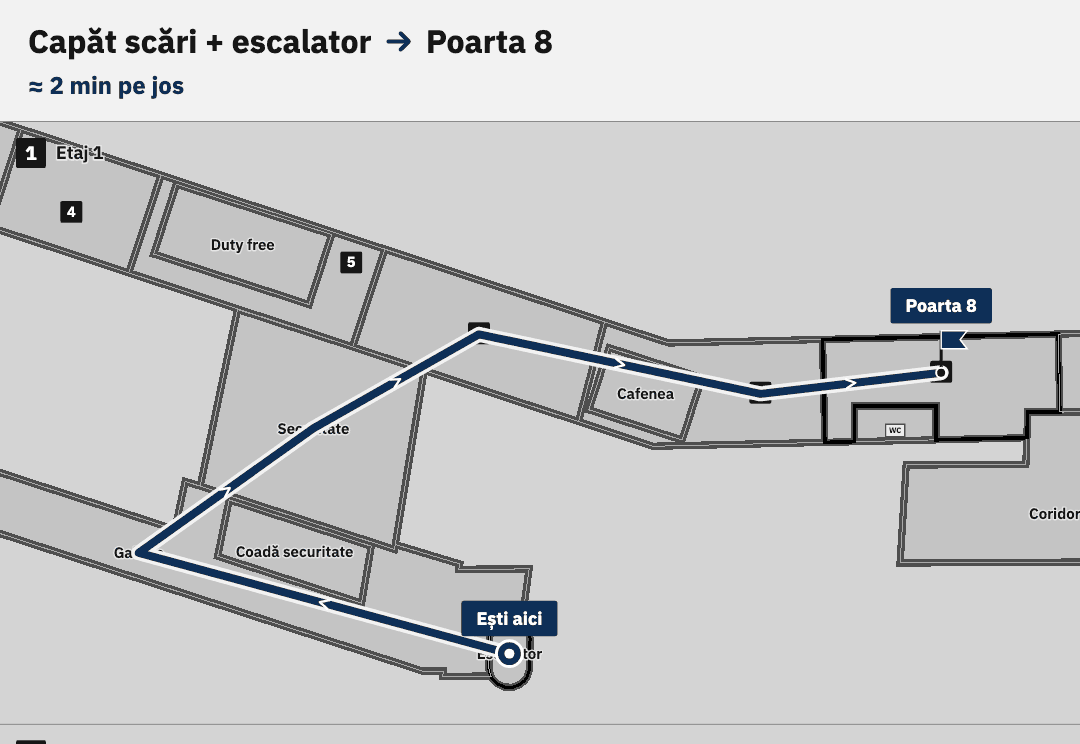 Capăt scări + escalator → Poarta 8
≈ 2 min pe jos
1 Etaj 1
4
Duty free
5
Poarta 8
Cafenea
WC
Coridor
Coadă securitate
Ești aici